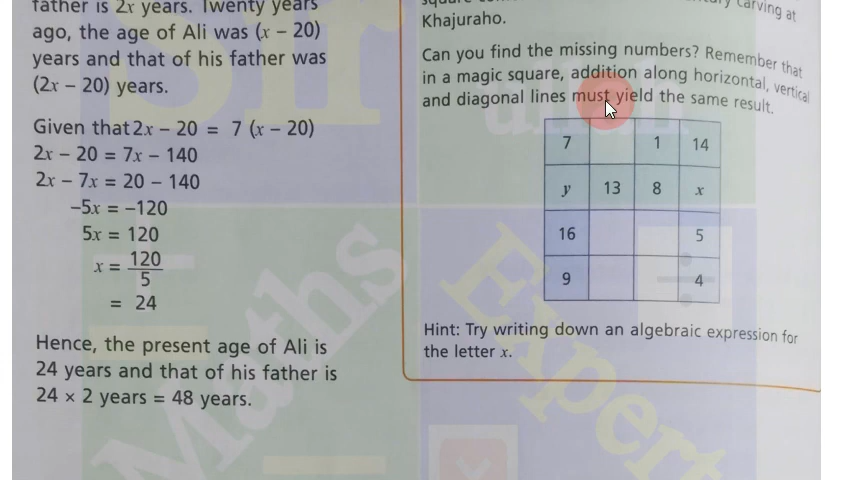 father is 2x years. Twenty years
ago, the age of Ali was (x – 20)
years and that of his father was
(2x – 20) years.
Given that 2x – 20 = 7 (x – 20)
2x – 20 = 7x – 140
2x – 7x = 20 – 140
–5x = –120
5x = 120
x = 120/5
= 24
Hence, the present age of Ali is
24 years and that of his father is
24 × 2 years = 48 years.
carving at
Khajuraho.
Can you find the missing numbers? Remember that
in a magic square, addition along horizontal, vertical
and diagonal lines must yield the same result.
7 1 14
y 13 8 x
16 5
9 4
Hint: Try writing down an algebraic expression for
the letter x.
Sir
Maths
Expert